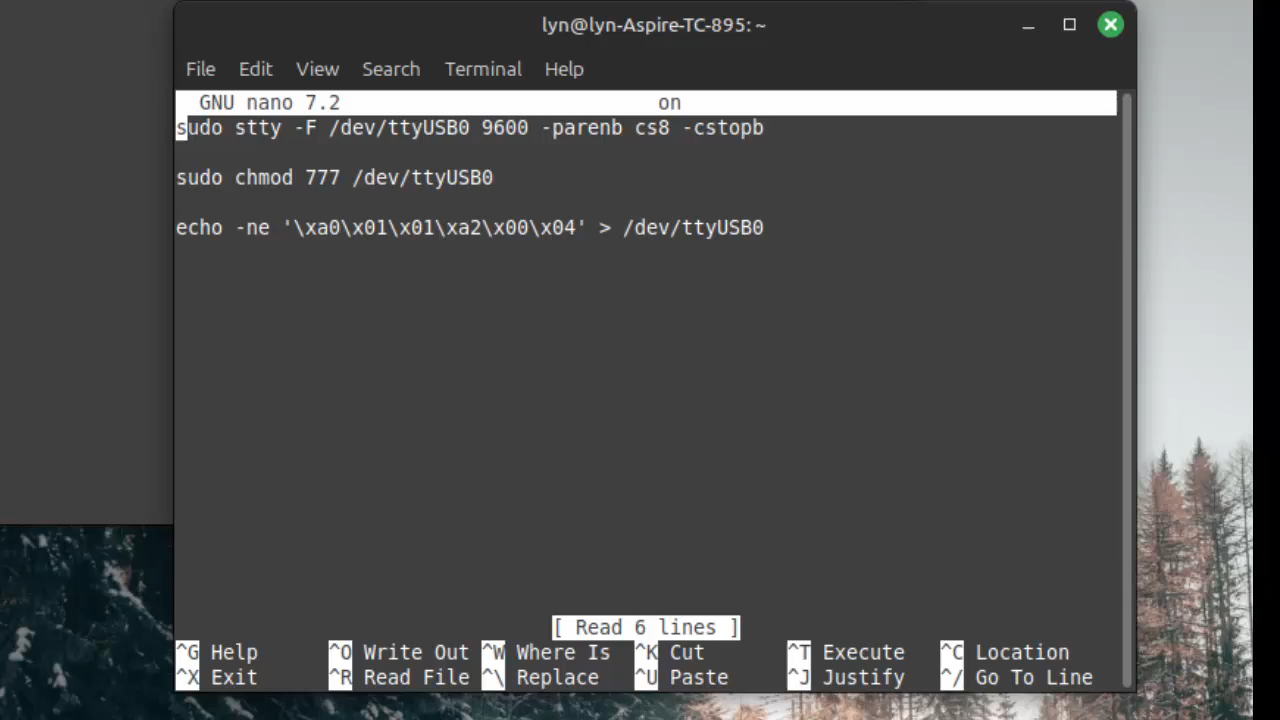 lyn@lyn-Aspire-TC-895: ~
File Edit View Search Terminal Help
GNU nano 7.2 on
sudo stty -F /dev/ttyUSB0 9600 -parenb cs8 -cstopb
sudo chmod 777 /dev/ttyUSB0
echo -ne '\xa0\x01\x01\xa2\x00\x04' > /dev/ttyUSB0
[ Read 6 lines ]
^G Help ^O Write Out ^W Where Is ^K Cut ^T Execute ^C Location
^X Exit ^R Read File ^\ Replace ^U Paste ^J Justify ^/ Go To Line